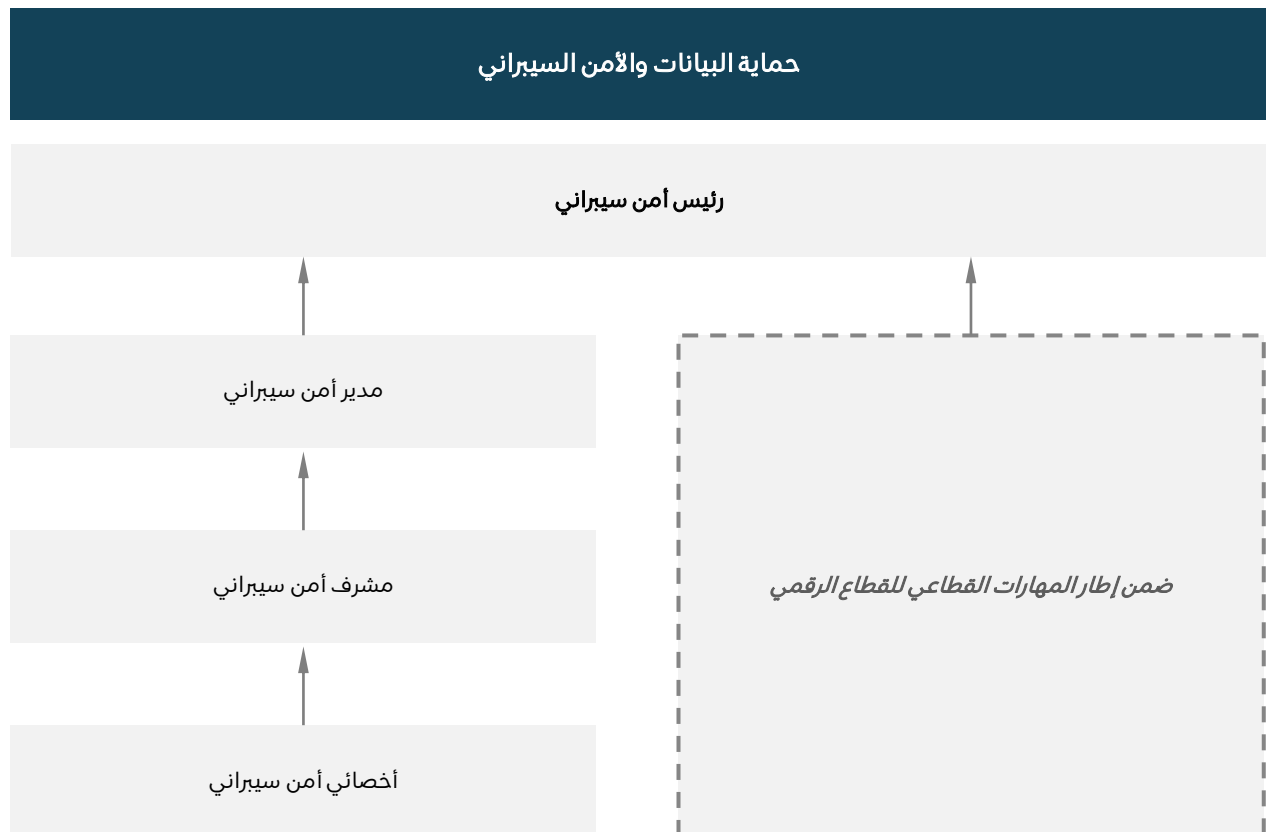 حماية البيانات والأمن السيبراني
رئيس أمن سيبراني
مدير أمن سيبراني
مشرف أمن سيبراني
ضمن إطار المهارات القطاعي للقطاع الرقمي
أخصائي أمن سيبراني